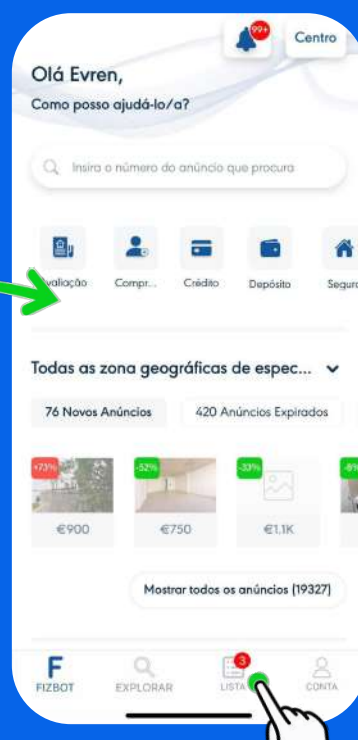 99+
Centro
Olá Evren,
Como posso ajudá-lo/a?
Insira o número do anúncio que procura
valiação Compr... Crédito Depósito Segura
Todas as zona geográficas de espec...
76 Novos Anúncios 420 Anúncios Expirados
+73% -52% -33%
€900 €750 €1.1K
Mostrar todos os anúncios (19327)
3
F
FIZBOT EXPLORAR LISTA CONTA